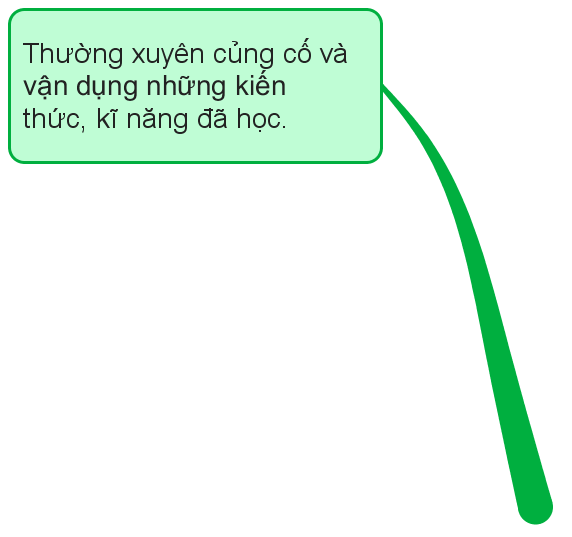 Thường xuyên củng cố và
vận dụng những kiến
thức, kĩ năng đã học.